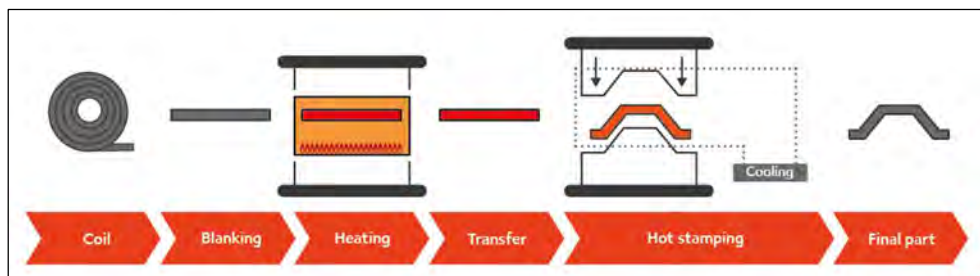 Cooling
Coil
Blanking
Heating
Transfer
Hot stamping
Final part